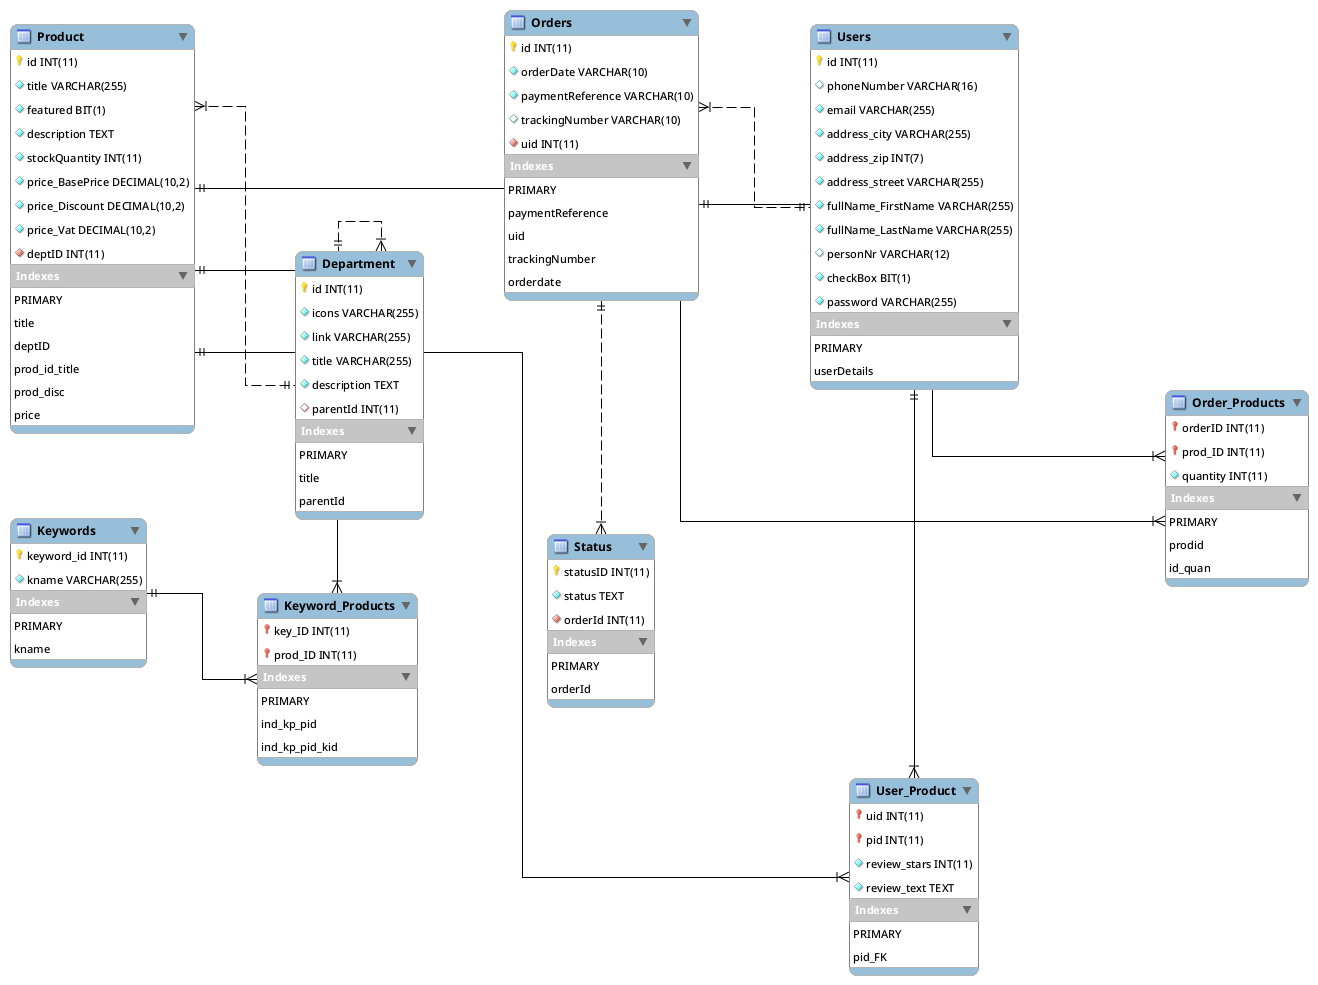 Product
id INT(11)
title VARCHAR(255)
featured BIT(1)
description TEXT
stockQuantity INT(11)
price_BasePrice DECIMAL(10,2)
price_Discount DECIMAL(10,2)
price_Vat DECIMAL(10,2)
deptID INT(11)
Indexes
PRIMARY
title
deptID
prod_id_title
prod_disc
price
Orders
id INT(11)
orderDate VARCHAR(10)
paymentReference VARCHAR(10)
trackingNumber VARCHAR(10)
uid INT(11)
Indexes
PRIMARY
paymentReference
uid
trackingNumber
orderdate
Users
id INT(11)
phoneNumber VARCHAR(16)
email VARCHAR(255)
address_city VARCHAR(255)
address_zip INT(7)
address_street VARCHAR(255)
fullName_FirstName VARCHAR(255)
fullName_LastName VARCHAR(255)
personNr VARCHAR(12)
checkBox BIT(1)
password VARCHAR(255)
Indexes
PRIMARY
userDetails
Department
id INT(11)
icons VARCHAR(255)
link VARCHAR(255)
title VARCHAR(255)
description TEXT
parentId INT(11)
Indexes
PRIMARY
title
parentId
Order_Products
orderID INT(11)
prod_ID INT(11)
quantity INT(11)
Indexes
PRIMARY
prodid
id_quan
Keywords
keyword_id INT(11)
kname VARCHAR(255)
Indexes
PRIMARY
kname
Keyword_Products
key_ID INT(11)
prod_ID INT(11)
Indexes
PRIMARY
ind_kp_pid
ind_kp_pid_kid
Status
statusID INT(11)
status TEXT
orderId INT(11)
Indexes
PRIMARY
orderId
User_Product
uid INT(11)
pid INT(11)
review_stars INT(11)
review_text TEXT
Indexes
PRIMARY
pid_FK